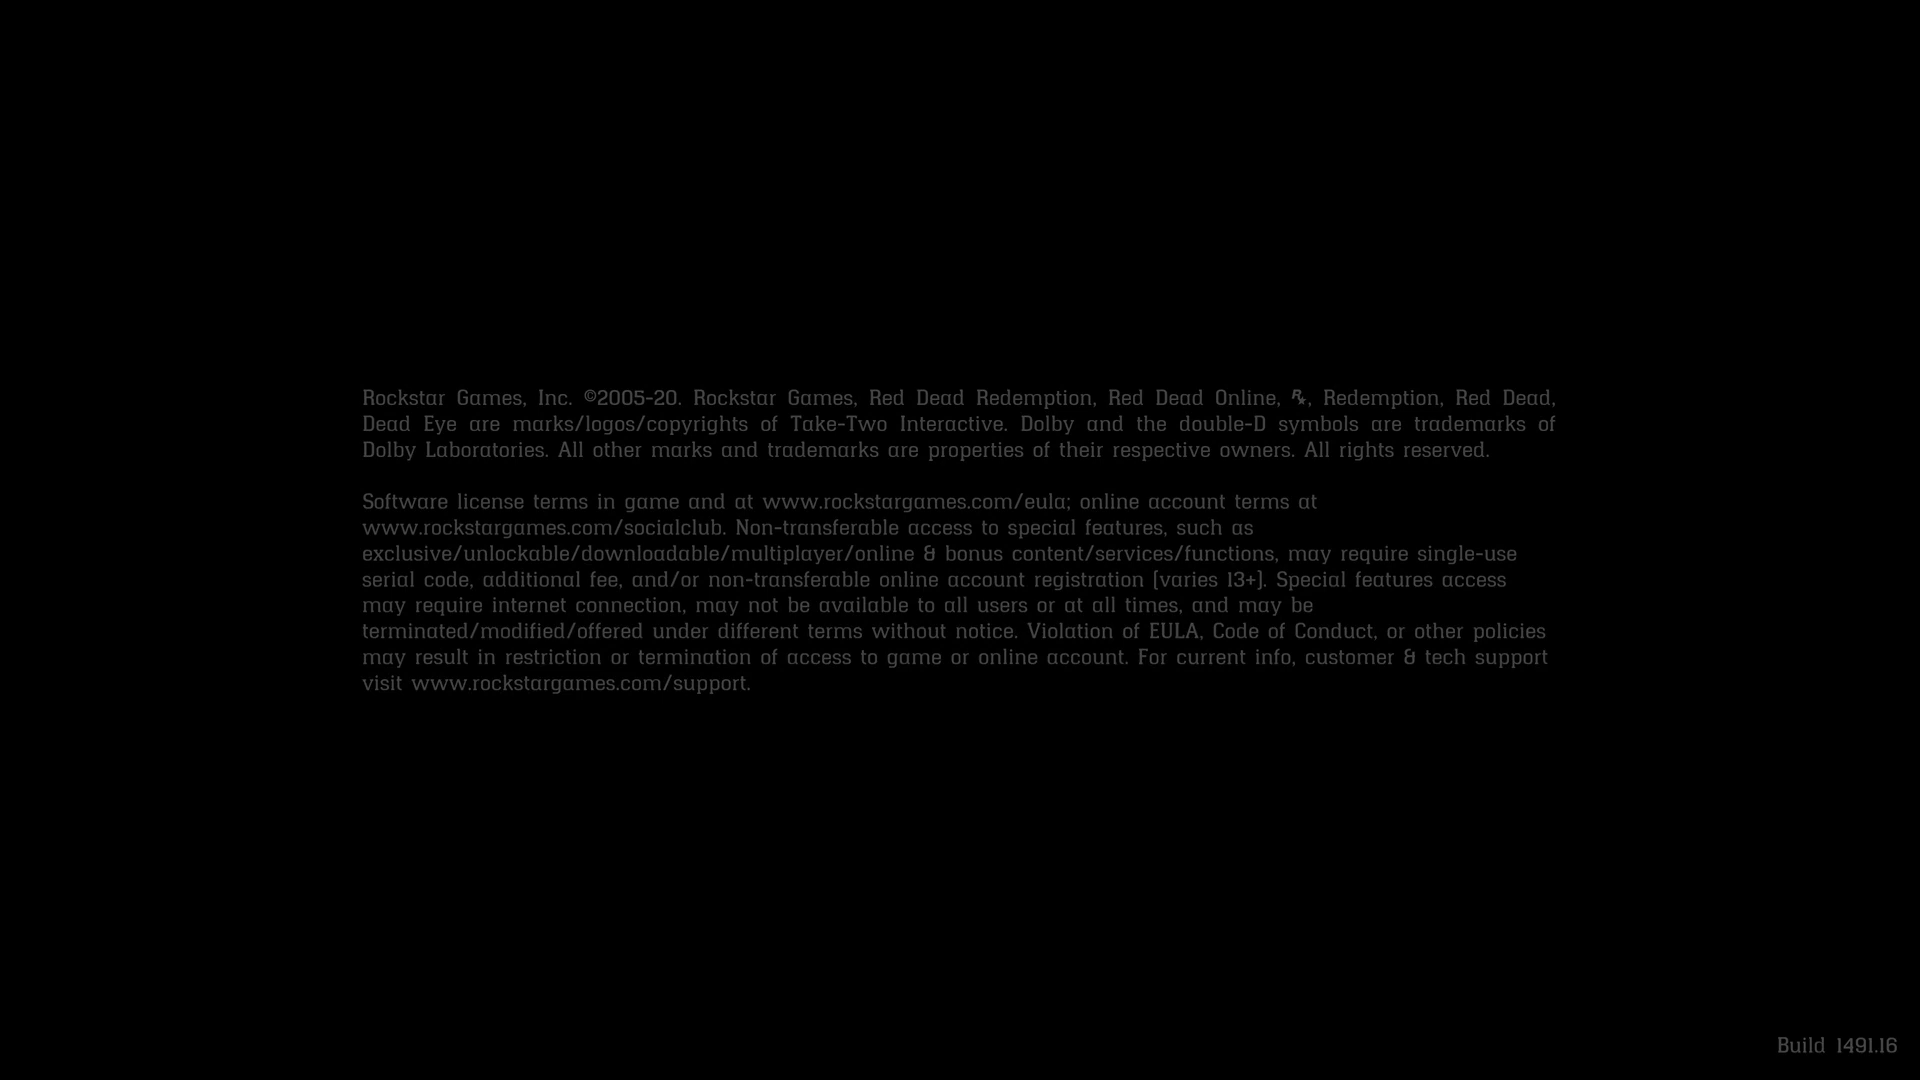 Rockstar Games, Inc. ©2005-20. Rockstar Games, Red Dead Redemption, Red Dead Online, R★, Redemption, Red Dead,
Dead Eye are marks/logos/copyrights of Take-Two Interactive. Dolby and the double-D symbols are trademarks of
Dolby Laboratories. All other marks and trademarks are properties of their respective owners. All rights reserved.
Software license terms in game and at www.rockstargames.com/eula; online account terms at
www.rockstargames.com/socialclub. Non-transferable access to special features, such as
exclusive/unlockable/downloadable/multiplayer/online & bonus content/services/functions, may require single-use
serial code, additional fee, and/or non-transferable online account registration (varies 13+). Special features access
may require internet connection, may not be available to all users or at all times, and may be
terminated/modified/offered under different terms without notice. Violation of EULA, Code of Conduct, or other policies
may result in restriction or termination of access to game or online account. For current info, customer & tech support
visit www.rockstargames.com/support.
Build 1491.16